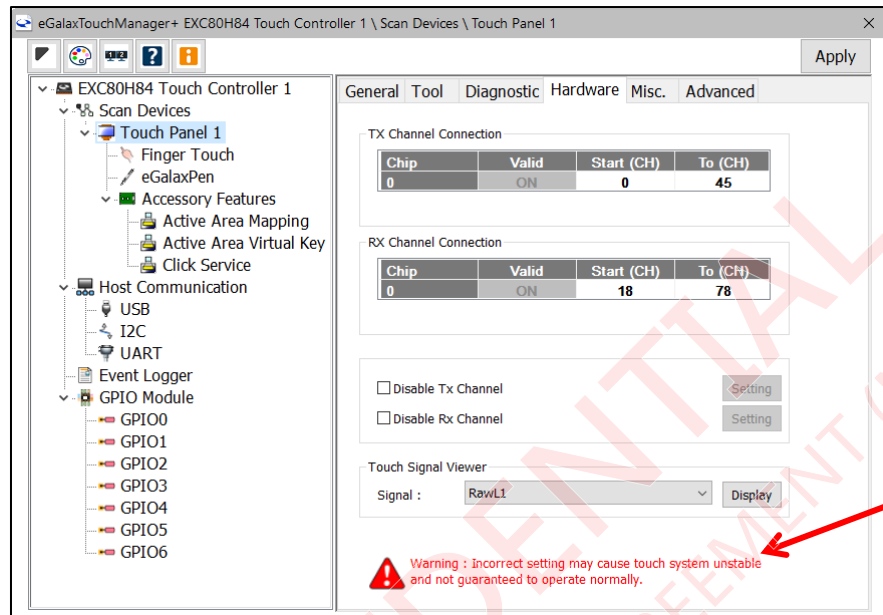 eGalaxTouchManager+ EXC80H84 Touch Controller 1 \ Scan Devices \ Touch Panel 1
Apply
EXC80H84 Touch Controller 1
Scan Devices
Touch Panel 1
Finger Touch
eGalaxPen
Accessory Features
Active Area Mapping
Active Area Virtual Key
Click Service
Host Communication
USB
I2C
UART
Event Logger
GPIO Module
GPIO0
GPIO1
GPIO2
GPIO3
GPIO4
GPIO5
GPIO6
General Tool Diagnostic Hardware Misc. Advanced
TX Channel Connection
Chip Valid Start (CH) To (CH)
0 ON 0 45
RX Channel Connection
Chip Valid Start (CH) To (CH)
0 ON 18 78
Disable Tx Channel Setting
Disable Rx Channel Setting
Touch Signal Viewer
Signal : RawL1 Display
Warning : Incorrect setting may cause touch system unstable
and not guaranteed to operate normally.